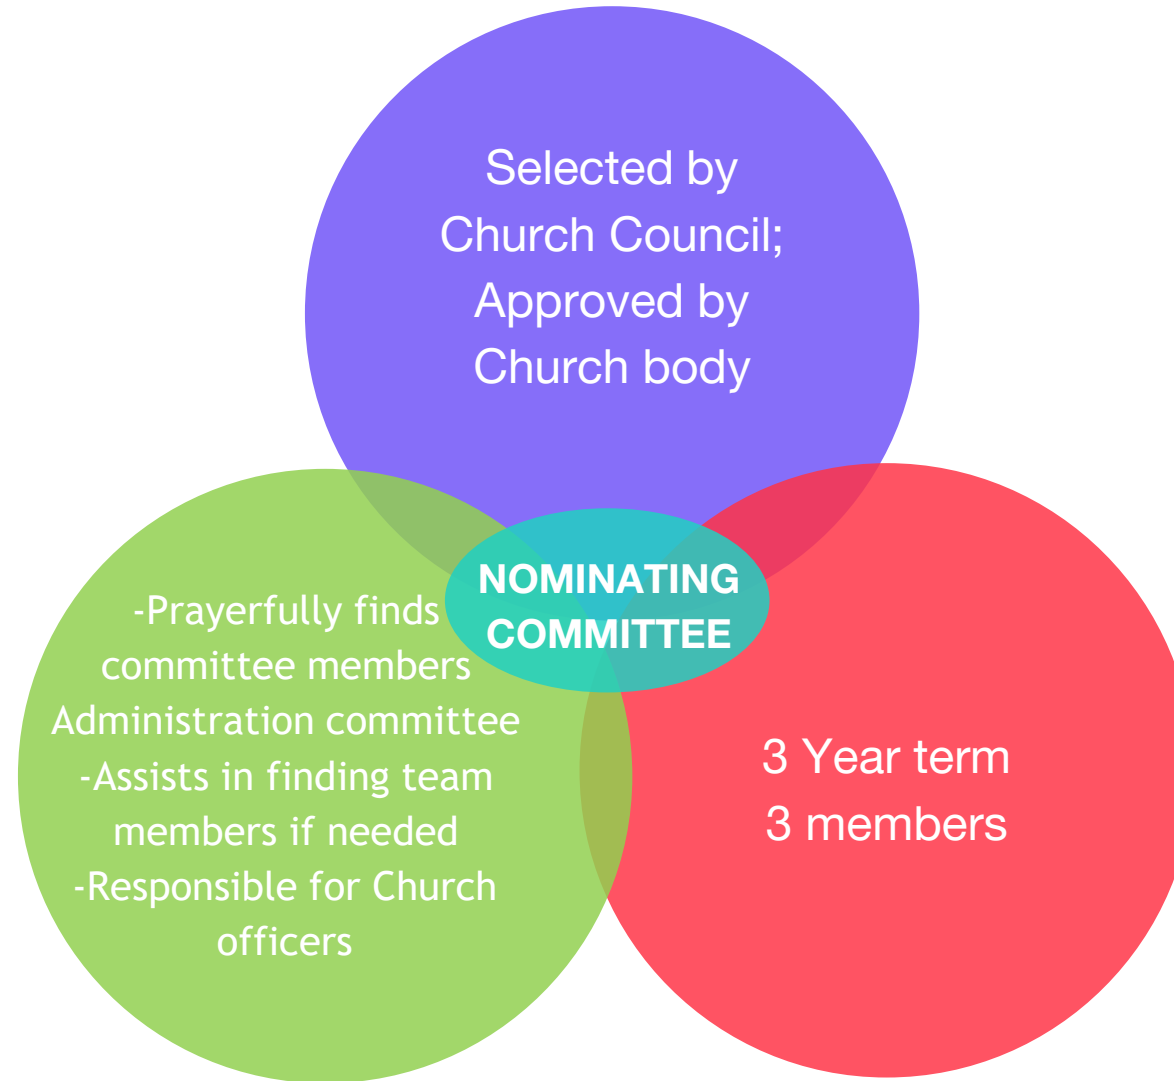 Selected by
Church Council;
Approved by
Church body
NOMINATING
COMMITTEE
-Prayerfully finds
committee members
Administration committee
-Assists in finding team
members if needed
-Responsible for Church
officers
3 Year term
3 members